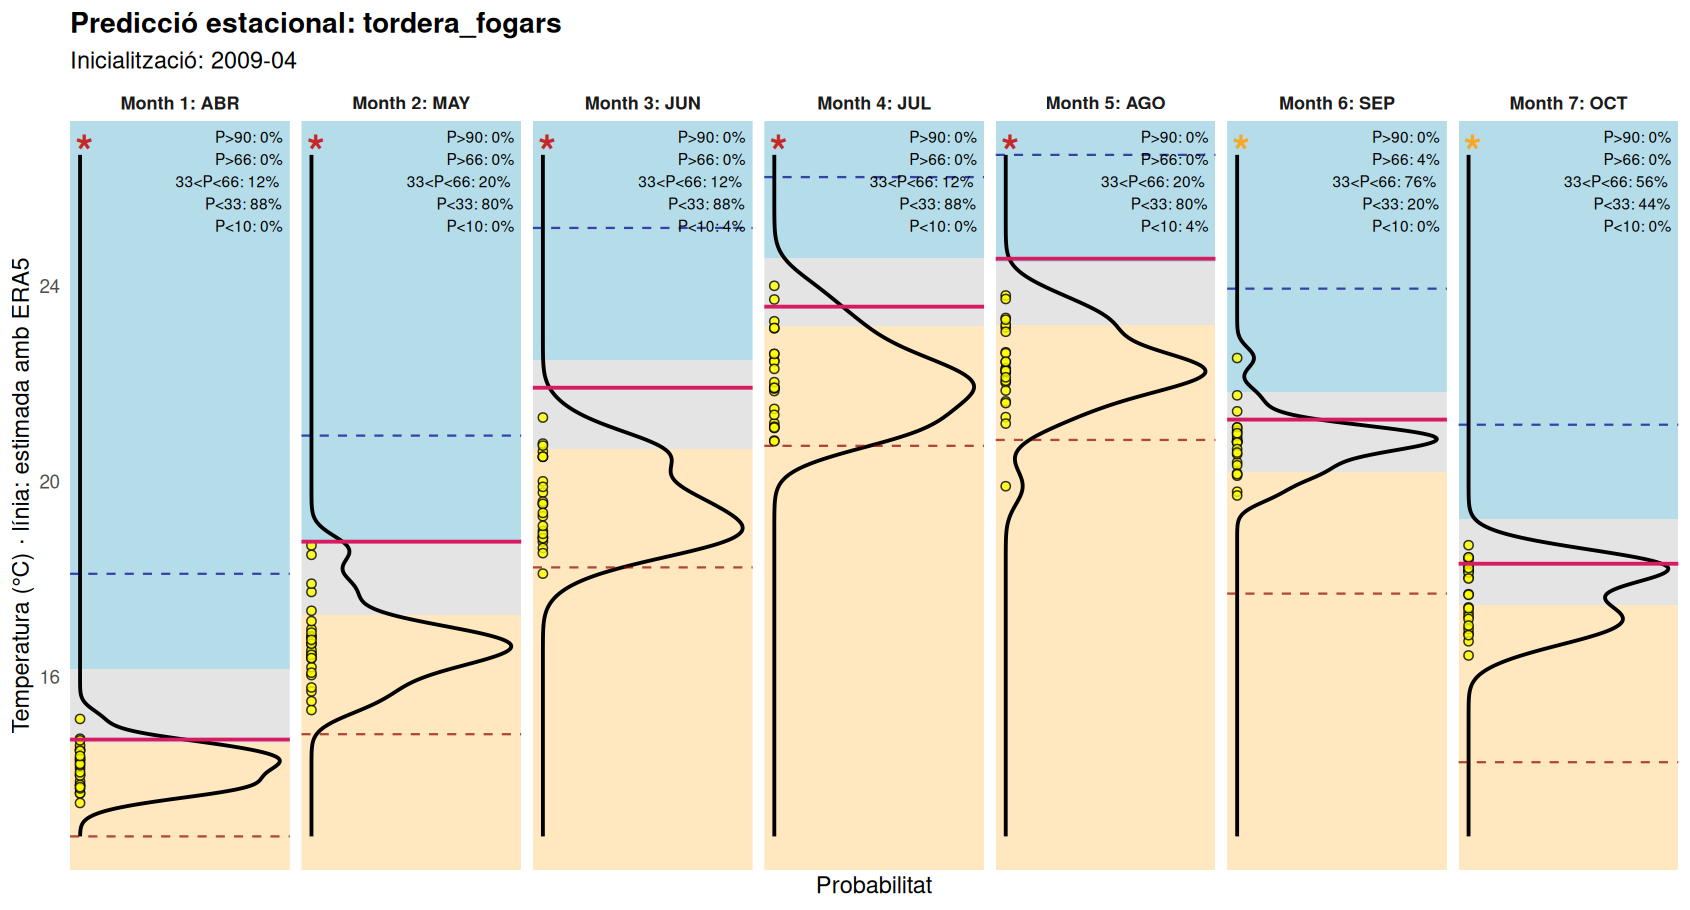 Predicció estacional: tordera_fogars
Inicialització: 2009-04
Month 1: ABR
Month 2: MAY
Month 3: JUN
Month 4: JUL
Month 5: AGO
Month 6: SEP
Month 7: OCT
*
P>90: 0%
P>66: 0%
33<P<66: 12%
P<33: 88%
P<10: 0%
*
P>90: 0%
P>66: 0%
33<P<66: 20%
P<33: 80%
P<10: 0%
*
P>90: 0%
P>66: 0%
33<P<66: 12%
P<33: 88%
P<10: 4%
*
P>90: 0%
P>66: 0%
33<P<66: 12%
P<33: 88%
P<10: 0%
*
P>90: 0%
P>66: 0%
33<P<66: 20%
P<33: 80%
P<10: 4%
*
P>90: 0%
P>66: 4%
33<P<66: 76%
P<33: 20%
P<10: 0%
*
P>90: 0%
P>66: 0%
33<P<66: 56%
P<33: 44%
P<10: 0%
Temperatura (°C) · línia: estimada amb ERA5
24
20
16
Probabilitat